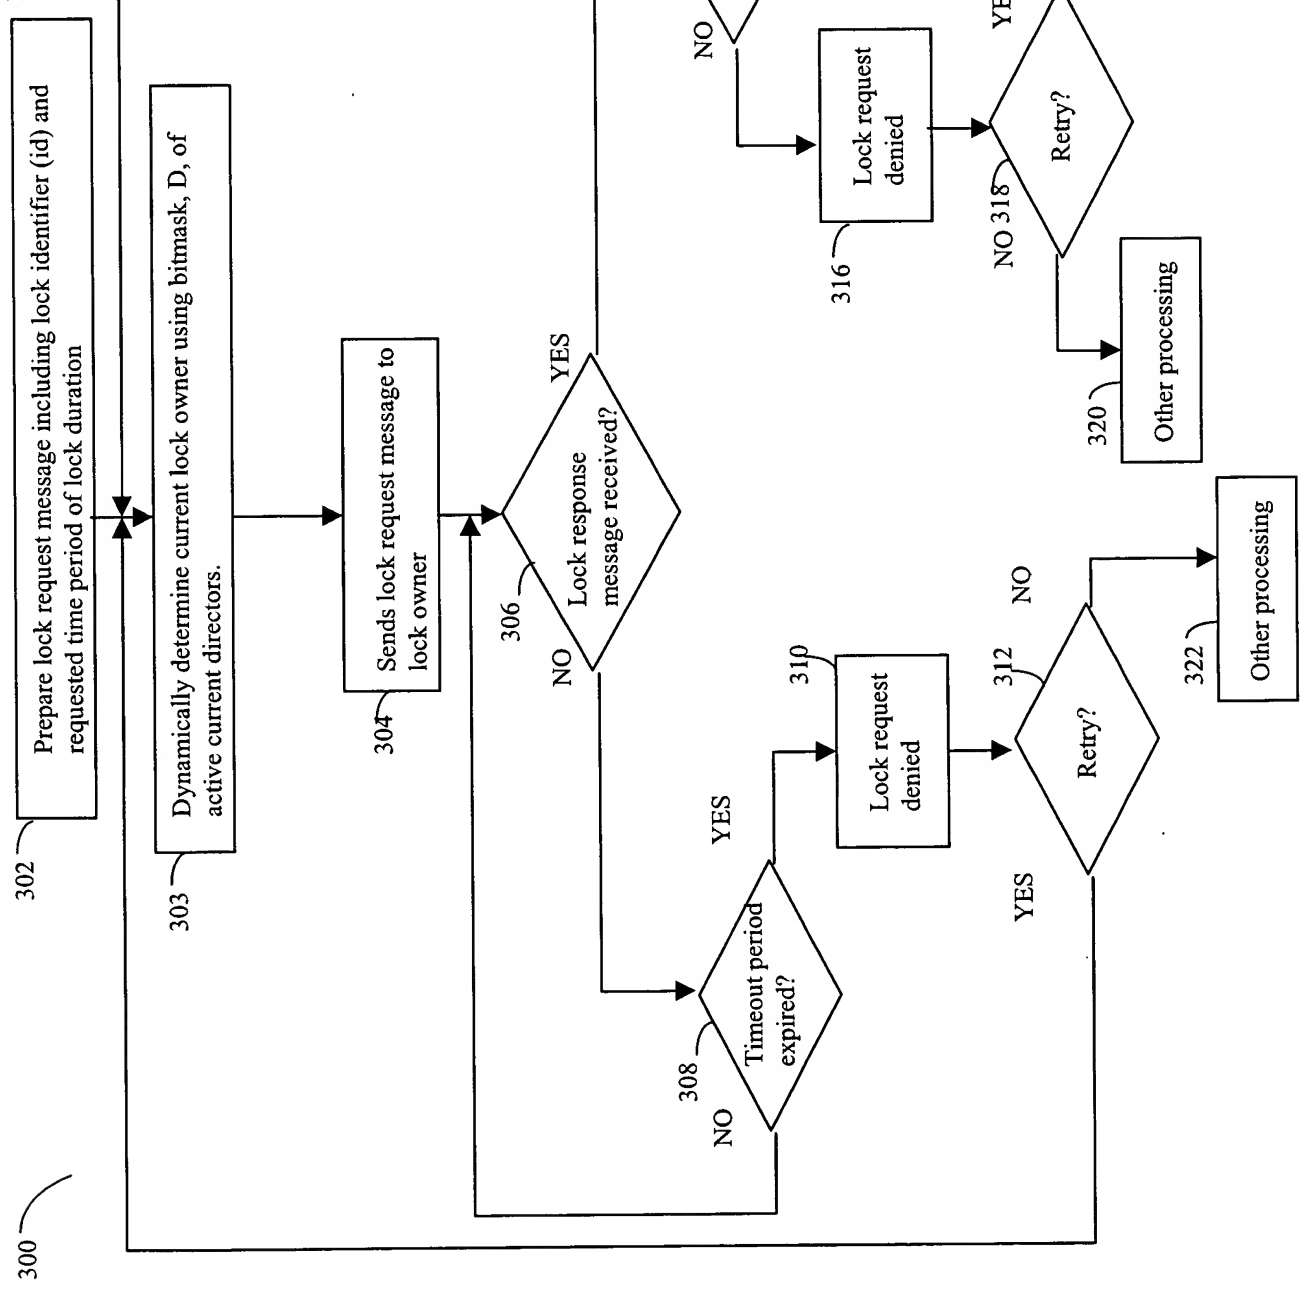 300
302
Prepare lock request message including lock identifier (id) and
requested time period of lock duration
303
Dynamically determine current lock owner using bitmask, D, of
active current directors.
304
Sends lock request message to
lock owner
306
Lock response
message received?
NO
YES
308
Timeout period
expired?
NO
YES
310
Lock request
denied
312
Retry?
YES
NO
322
Other processing
NO
316
Lock request
denied
NO 318
Retry?
320
Other processing